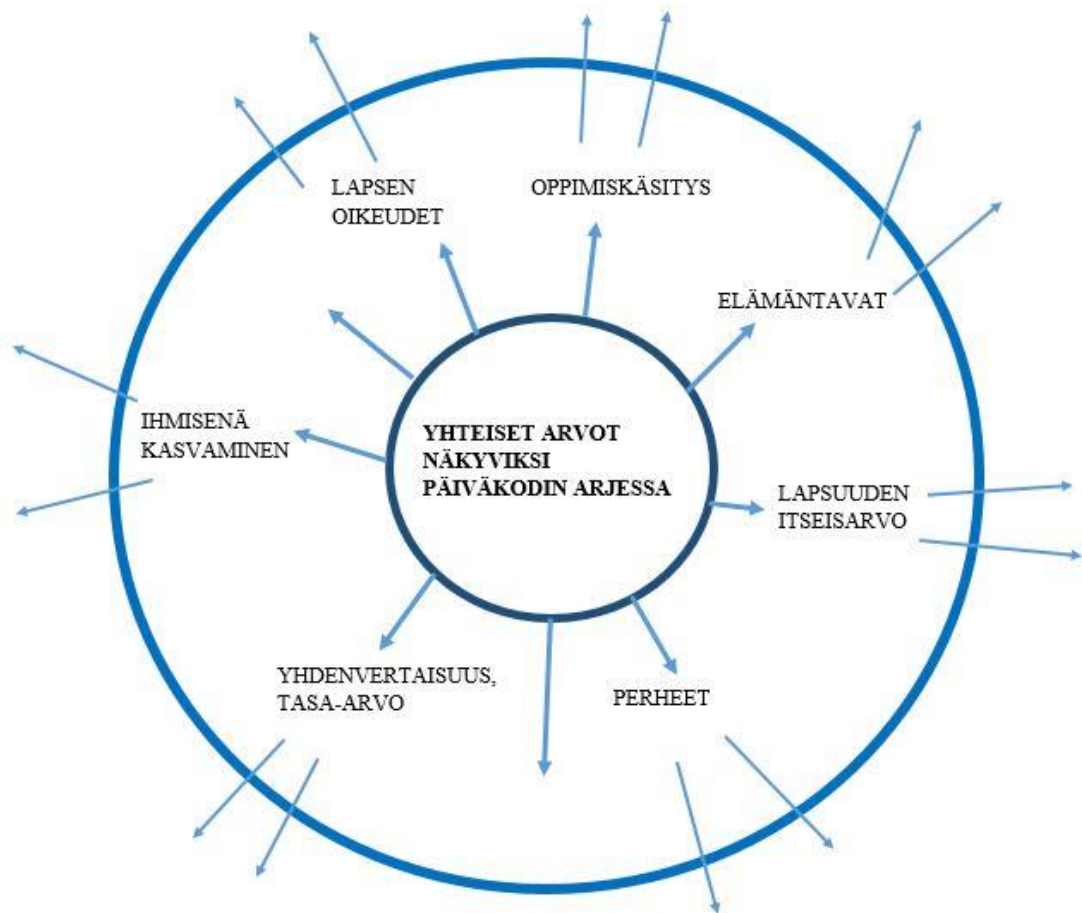 LAPSEN
OIKEUDET
OPPIMISKÄSITYS
ELÄMÄNTAVAT
IHMISENÄ
KASVAMINEN
YHTEISET ARVOT
NÄKYVIKSI
PÄIVÄKODIN ARJESSA
LAPSUUDEN
ITSEISARVO
YHDENVERTAISUUS,
TASA-ARVO
PERHEET